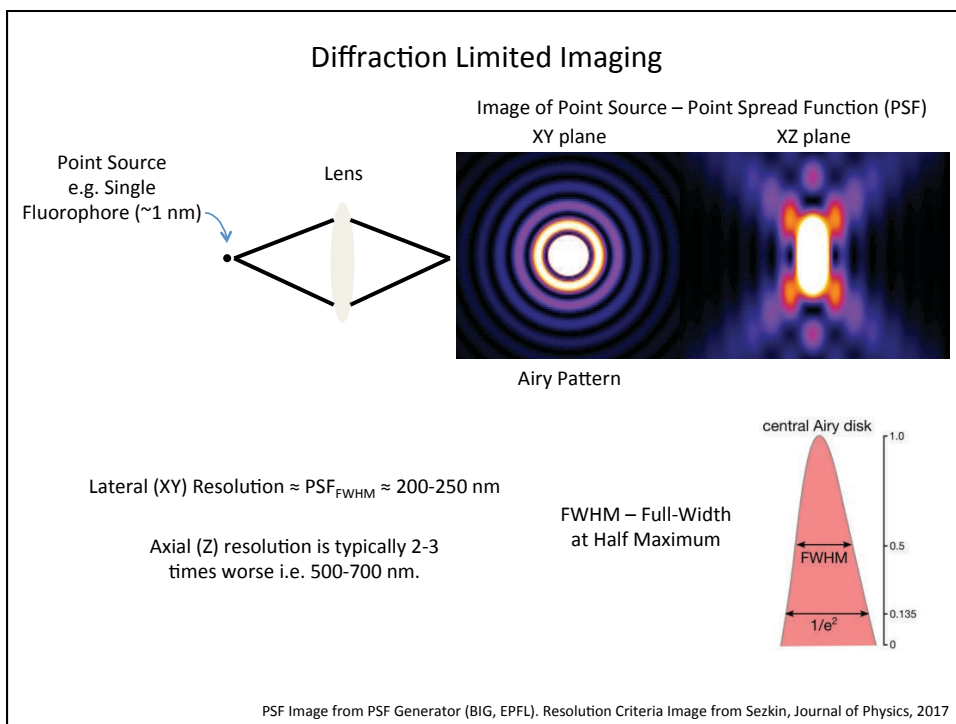 Diffraction Limited Imaging
Image of Point Source – Point Spread Function (PSF)
XY plane
XZ plane
Point Source
e.g. Single
Fluorophore (~1 nm)
Lens
Airy Pattern
central Airy disk
1.0
Lateral (XY) Resolution ≈ PSF_FWHM ≈ 200-250 nm
FWHM – Full-Width
at Half Maximum
0.5
FWHM
Axial (Z) resolution is typically 2-3
times worse i.e. 500-700 nm.
0.135
1/e²
0
PSF Image from PSF Generator (BIG, EPFL). Resolution Criteria Image from Sezkin, Journal of Physics, 2017